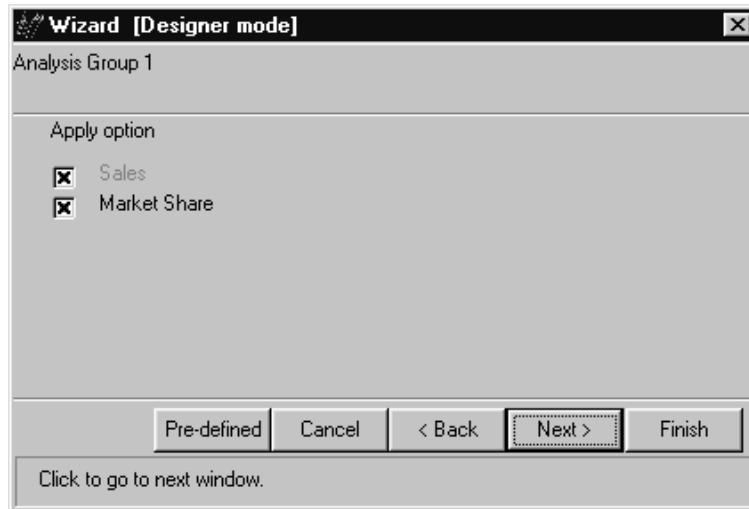 Wizard [Designer mode]
Analysis Group 1
Apply option
Sales
Market Share
Pre-defined Cancel < Back Next > Finish
Click to go to next window.